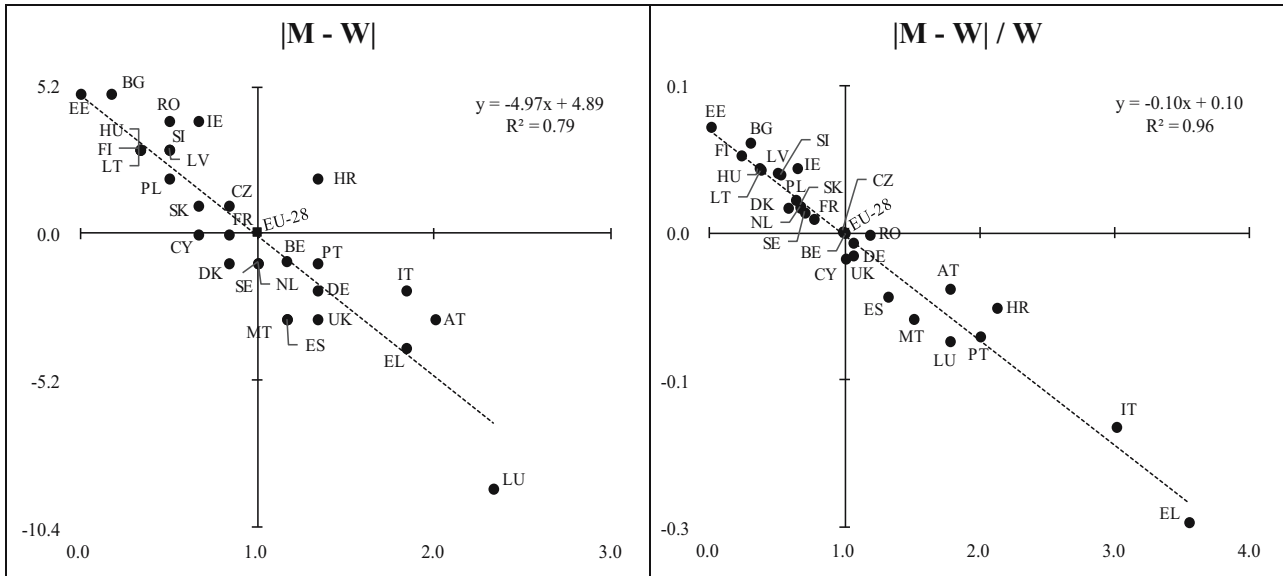 |M - W|
5.2
BG
EE
RO
IE
y = -4.97x + 4.89
R² = 0.79
HU
SI
FI
LT
LV
PL
CZ
HR
SK
FR
EU-28
0.0
CY
BE
PT
DK
SE
NL
IT
DE
MT
ES
UK
AT
EL
-5.2
LU
-10.4
0.0
1.0
2.0
3.0
|M - W| / W
0.1
EE
BG
y = -0.10x + 0.10
R² = 0.96
FI
LV
SI
IE
HU
PL
SK
CZ
LT
DK
NL
FR
EU-28
0.0
SE
BE
RO
DE
CY
UK
AT
ES
HR
MT
LU
PT
-0.1
IT
EL
-0.3
0.0
1.0
2.0
3.0
4.0